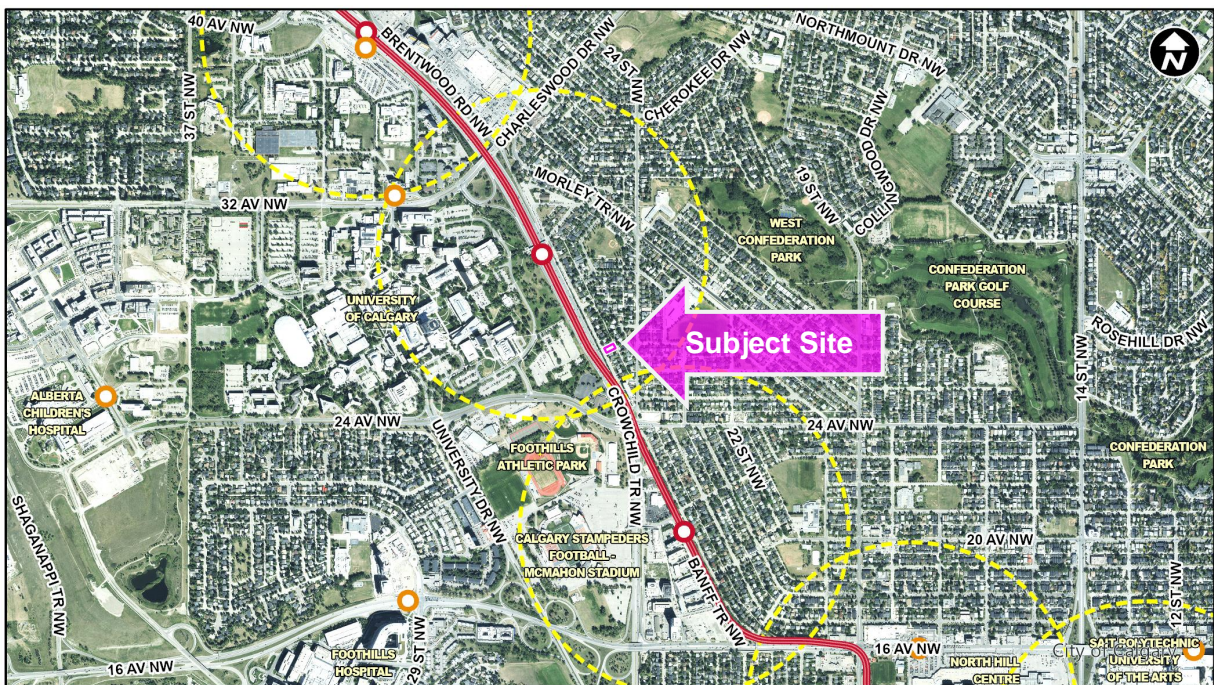 40 AV NW
BRENTWOOD RD NW
CHARLESWOOD DR NW
24 ST NW
CHEROKEE DR NW
NORTHMOUNT DR NW
N
37 ST NW
COLLINGWOOD DR NW
19 ST NW
MORLEY TR NW
32 AV NW
WEST
CONFEDERATION
PARK
CONFEDERATION
PARK GOLF
COURSE
UNIVERSITY
OF CALGARY
Subject Site
ROSEHILL DR NW
14 ST NW
ALBERTA
CHILDREN'S
HOSPITAL
24 AV NW
CROWCHILD TR NW
24 AV NW
UNIVERSITY DR NW
FOOTHILLS
ATHLETIC PARK
22 ST NW
CONFEDERATION
PARK
SHAGANAPPI TR NW
CALGARY STAMPEDERS
FOOTBALL -
MCMAHON STADIUM
20 AV NW
BANFF TR NW
12 ST NW
29 ST NW
16 AV NW
FOOTHILLS
HOSPITAL
16 AV NW
NORTH HILL
CENTRE
City of Calgary
SAIT POLYTECHNIC
UNIVERSITY
OF THE ARTS